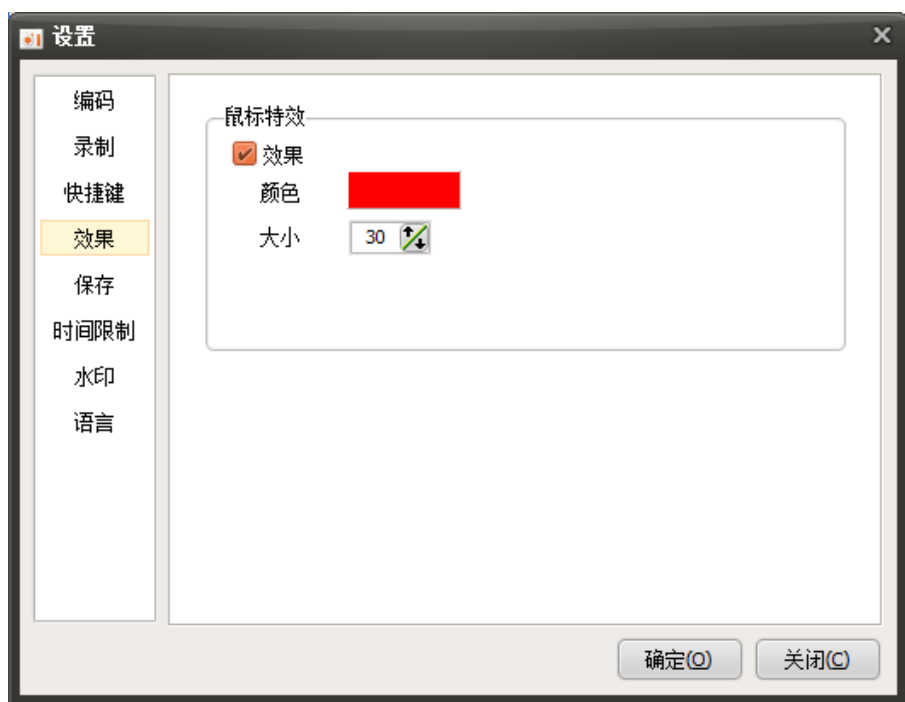 设置
编码
录制
快捷键
效果
保存
时间限制
水印
语言
鼠标特效
效果
颜色
大小 30
确定(O) 关闭(C)